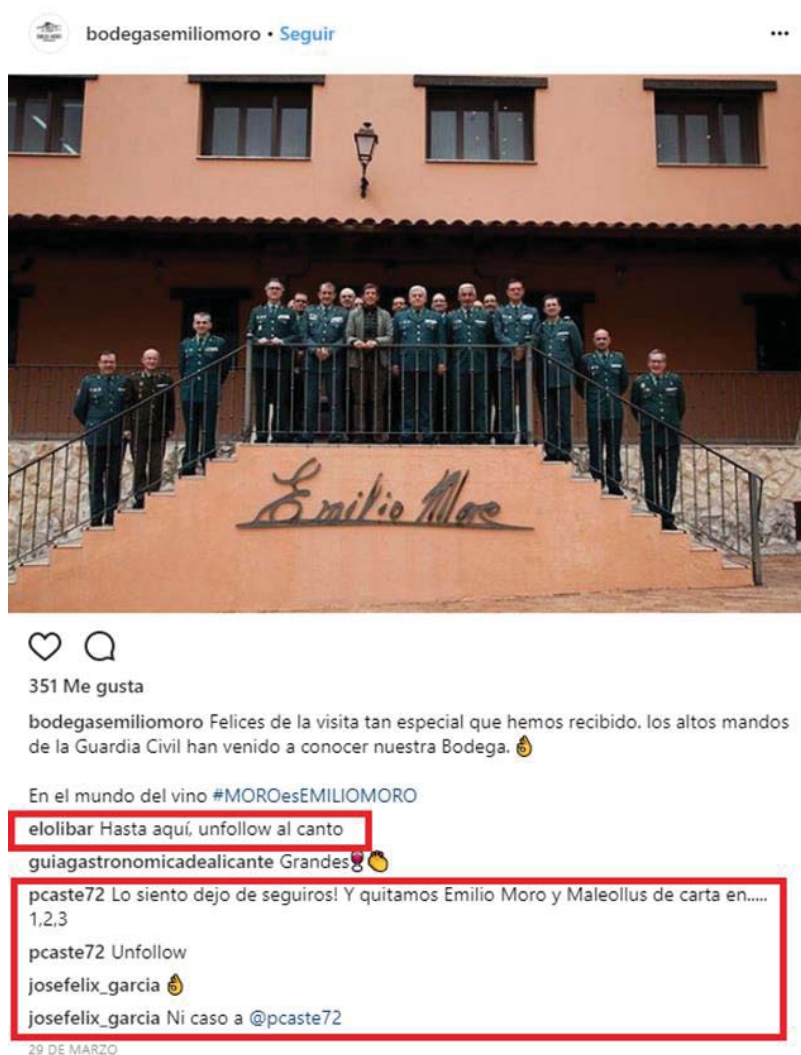 bodegasemiliomoro • Seguir
Emilio Moro
351 Me gusta
bodegasemiliomoro Felices de la visita tan especial que hemos recibido. los altos mandos
de la Guardia Civil han venido a conocer nuestra Bodega. 👌
En el mundo del vino #MOROesEMILIOMORO
elolibar Hasta aquí, unfollow al canto
guiagastronomicadealicante Grandes🍷👏
pcaste72 Lo siento dejo de seguiros! Y quitamos Emilio Moro y Maleollus de carta en.....
1,2,3
pcaste72 Unfollow
josefelix_garcia 👌
josefelix_garcia Ni caso a @pcaste72
29 DE MARZO